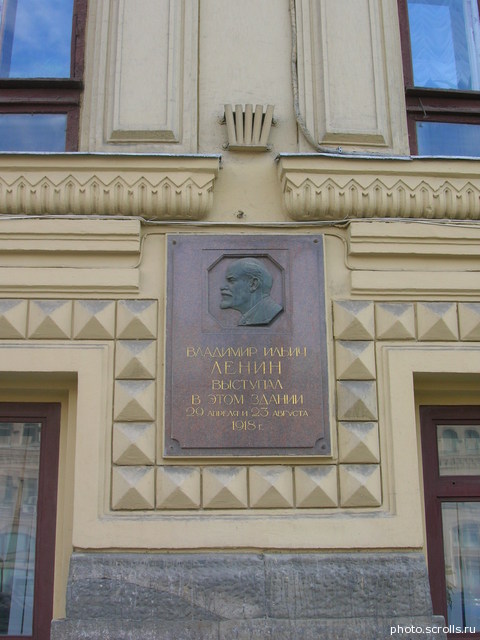 ВЛАДИМИР ИЛЬИЧ
ЛЕНИН
ВЫСТУПАЛ
В ЭТОМ ЗДАНИИ
29 АПРЕЛЯ И 23 АВГУСТА
1918 г.
photo.scrolls.ru